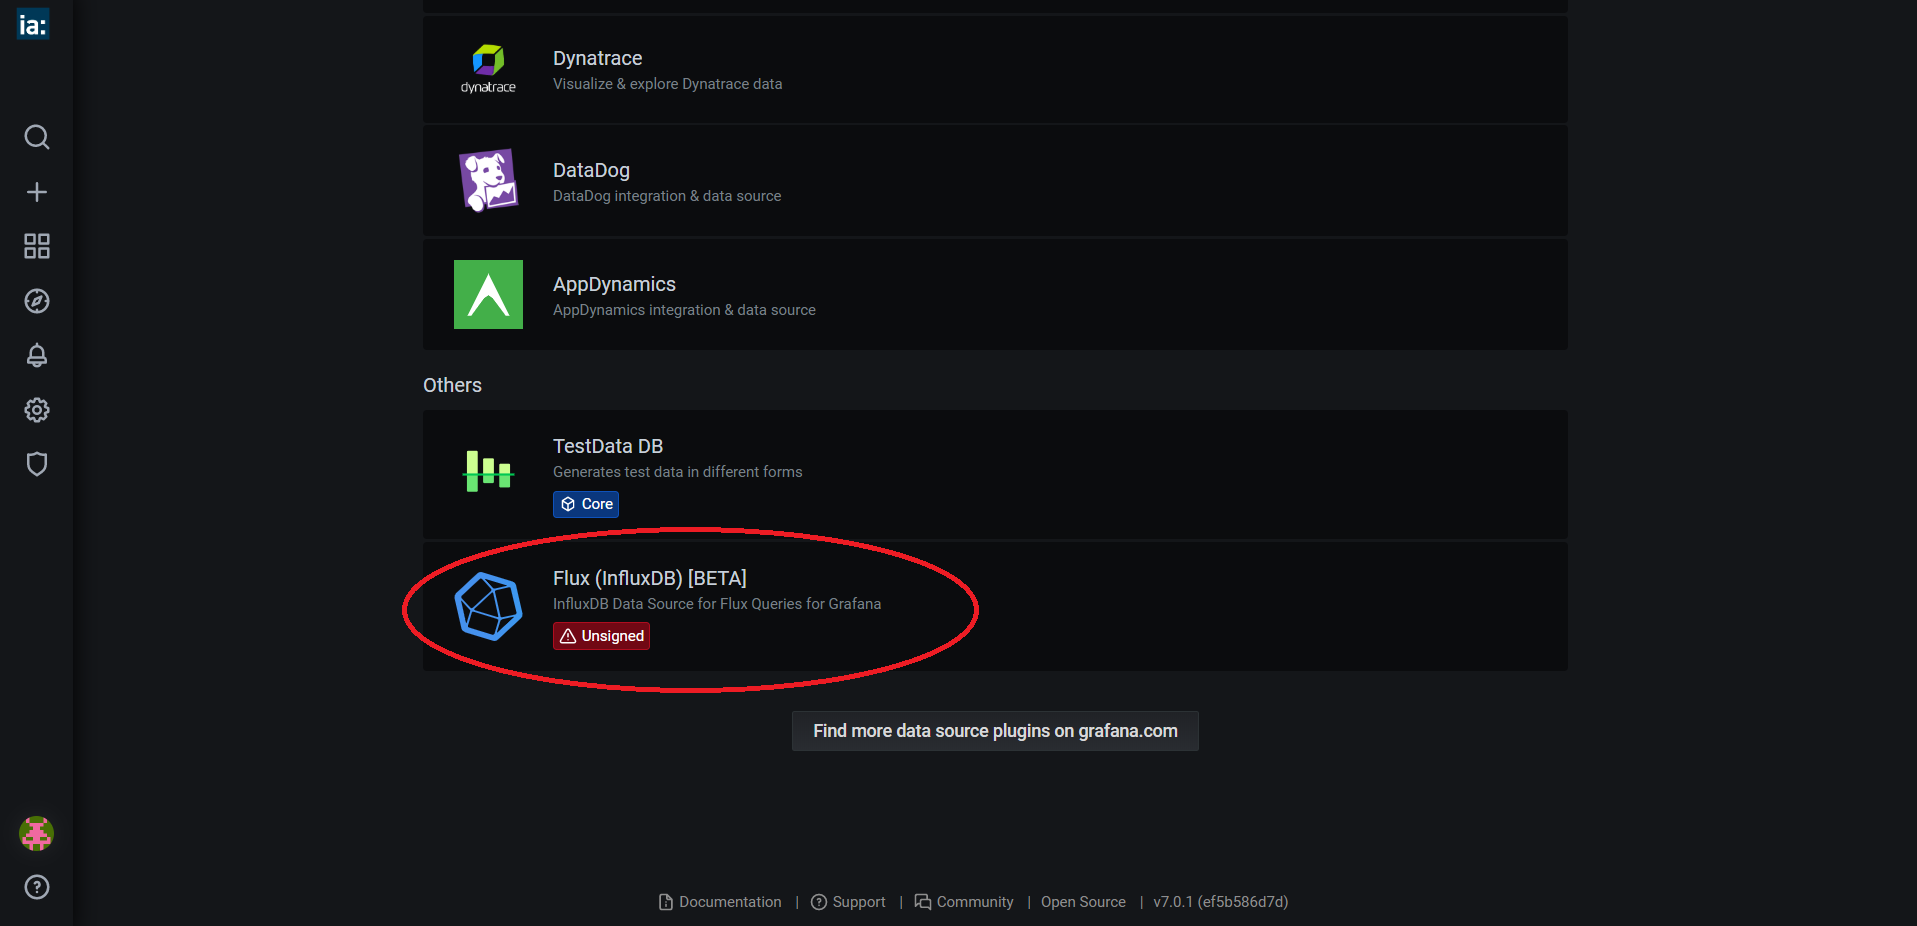 ia:
Dynatrace
Visualize & explore Dynatrace data
dynatrace
DataDog
DataDog integration & data source
AppDynamics
AppDynamics integration & data source
Others
TestData DB
Generates test data in different forms
Core
Flux (InfluxDB) [BETA]
InfluxDB Data Source for Flux Queries for Grafana
Unsigned
Find more data source plugins on grafana.com
Documentation | Support | Community | Open Source | v7.0.1 (ef5b586d7d)